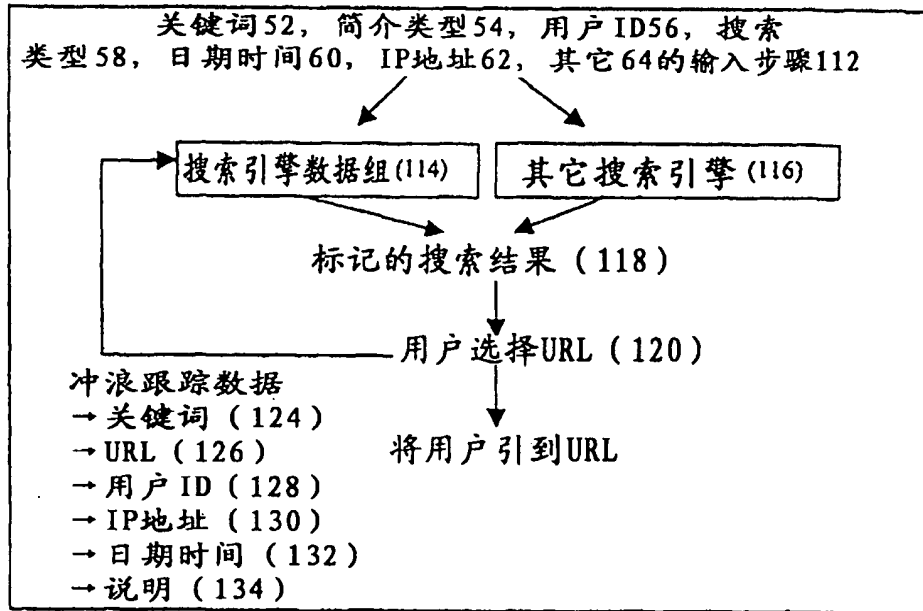 关键词52, 简介类型54, 用户ID56, 搜索
类型58, 日期时间60, IP地址62, 其它64的输入步骤112
搜索引擎数据组(114)
其它搜索引擎(116)
标记的搜索结果(118)
用户选择URL(120)
冲浪跟踪数据
→关键词(124)
→URL(126)
将用户引到URL
→用户ID(128)
→IP地址(130)
→日期时间(132)
→说明(134)